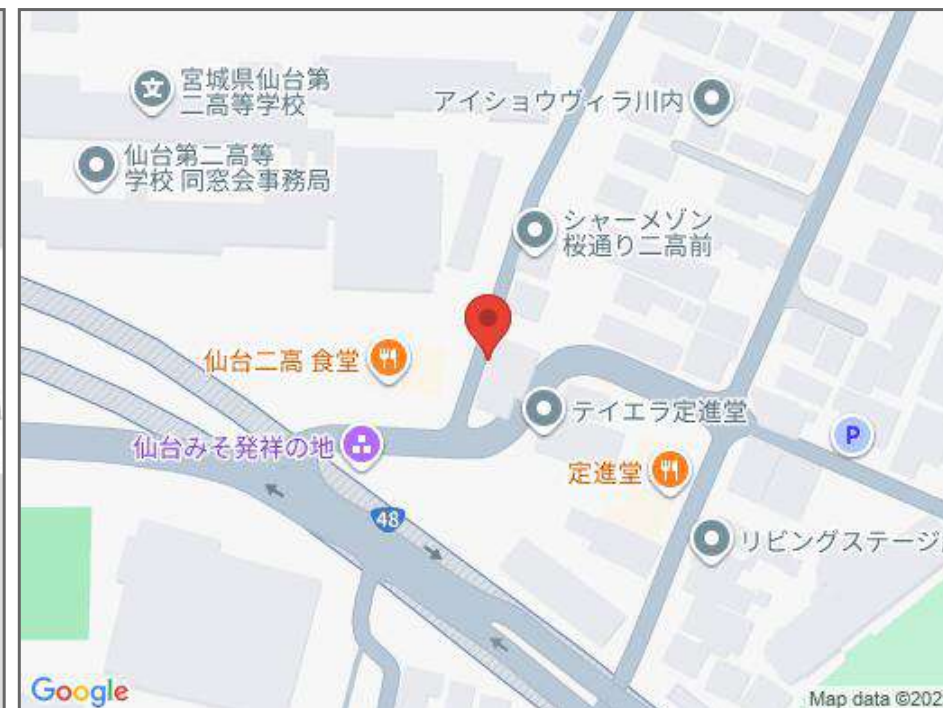 宮城県仙台第
二高等学校
アイショウヴィラ川内
仙台第二高等
学校 同窓会事務局
シャーメゾン
桜通り二高前
仙台二高 食堂
テイエラ定進堂
仙台みそ発祥の地
P
定進堂
48
リビングステージ
Google
Map data ©202